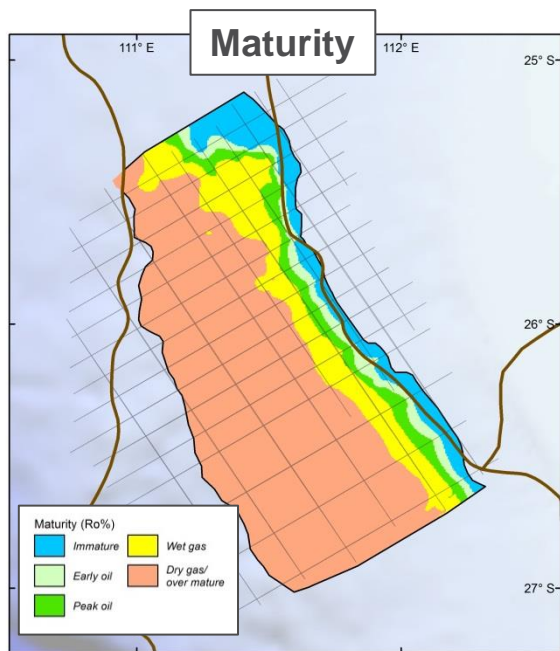 Maturity
111° E
112° E
25° S
26° S
27° S
Maturity (Ro%)
Immature
Wet gas
Early oil
Dry gas/
over mature
Peak oil